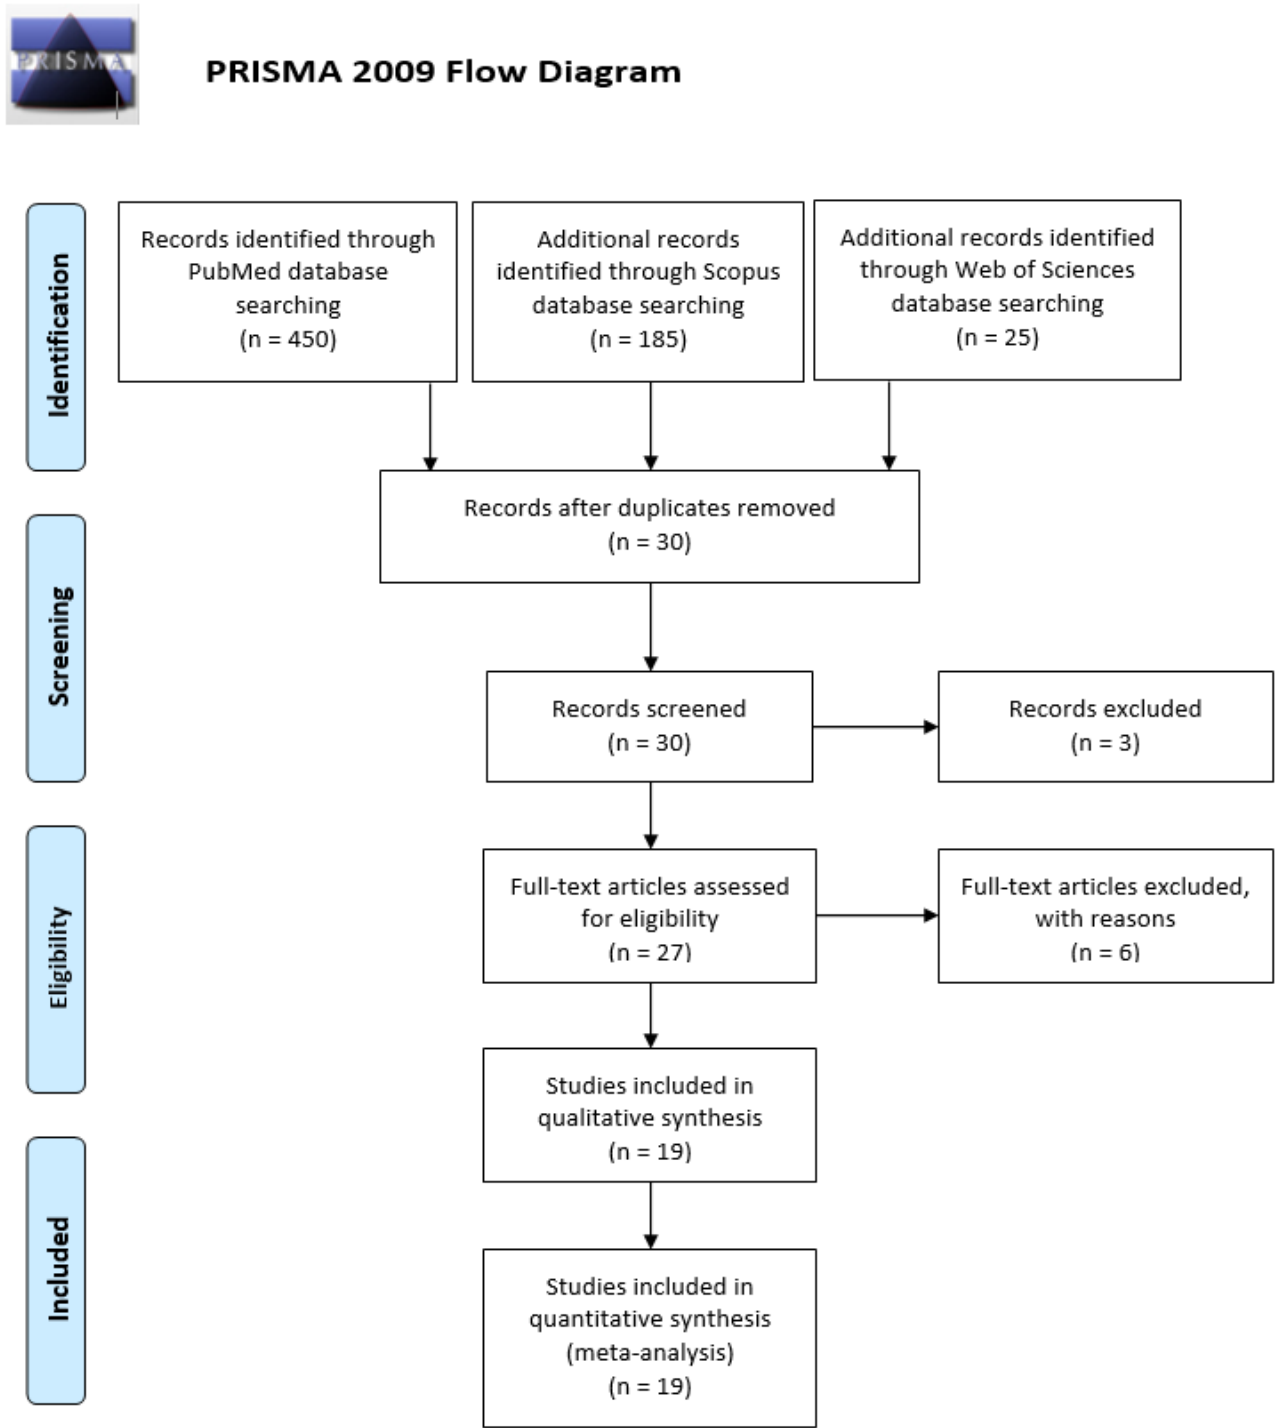 PRISMA
PRISMA 2009 Flow Diagram
Identification
Records identified through
PubMed database
searching
(n = 450)
Additional records
identified through Scopus
database searching
(n = 185)
Additional records identified
through Web of Sciences
database searching
(n = 25)
Records after duplicates removed
(n = 30)
Screening
Records screened
(n = 30)
Records excluded
(n = 3)
Eligibility
Full-text articles assessed
for eligibility
(n = 27)
Full-text articles excluded,
with reasons
(n = 6)
Studies included in
qualitative synthesis
(n = 19)
Included
Studies included in
quantitative synthesis
(meta-analysis)
(n = 19)